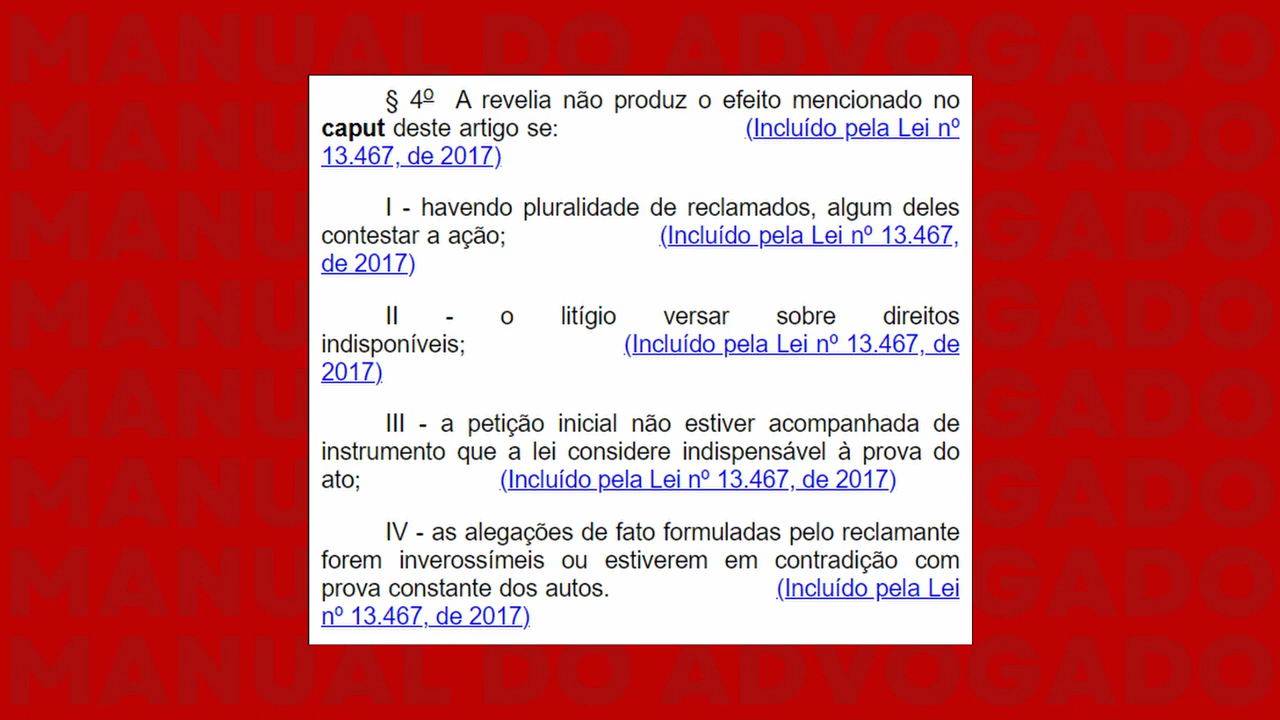 MANUAL DO ADVOGADO
§ 4º A revelia não produz o efeito mencionado no
caput deste artigo se: (Incluído pela Lei nº
13.467, de 2017)
I - havendo pluralidade de reclamados, algum deles
contestar a ação; (Incluído pela Lei nº 13.467,
de 2017)
II - o litígio versar sobre direitos
indisponíveis; (Incluído pela Lei nº 13.467, de
2017)
III - a petição inicial não estiver acompanhada de
instrumento que a lei considere indispensável à prova do
ato; (Incluído pela Lei nº 13.467, de 2017)
IV - as alegações de fato formuladas pelo reclamante
forem inverossímeis ou estiverem em contradição com
prova constante dos autos. (Incluído pela Lei
nº 13.467, de 2017)
MANUAL DO ADVOGADO